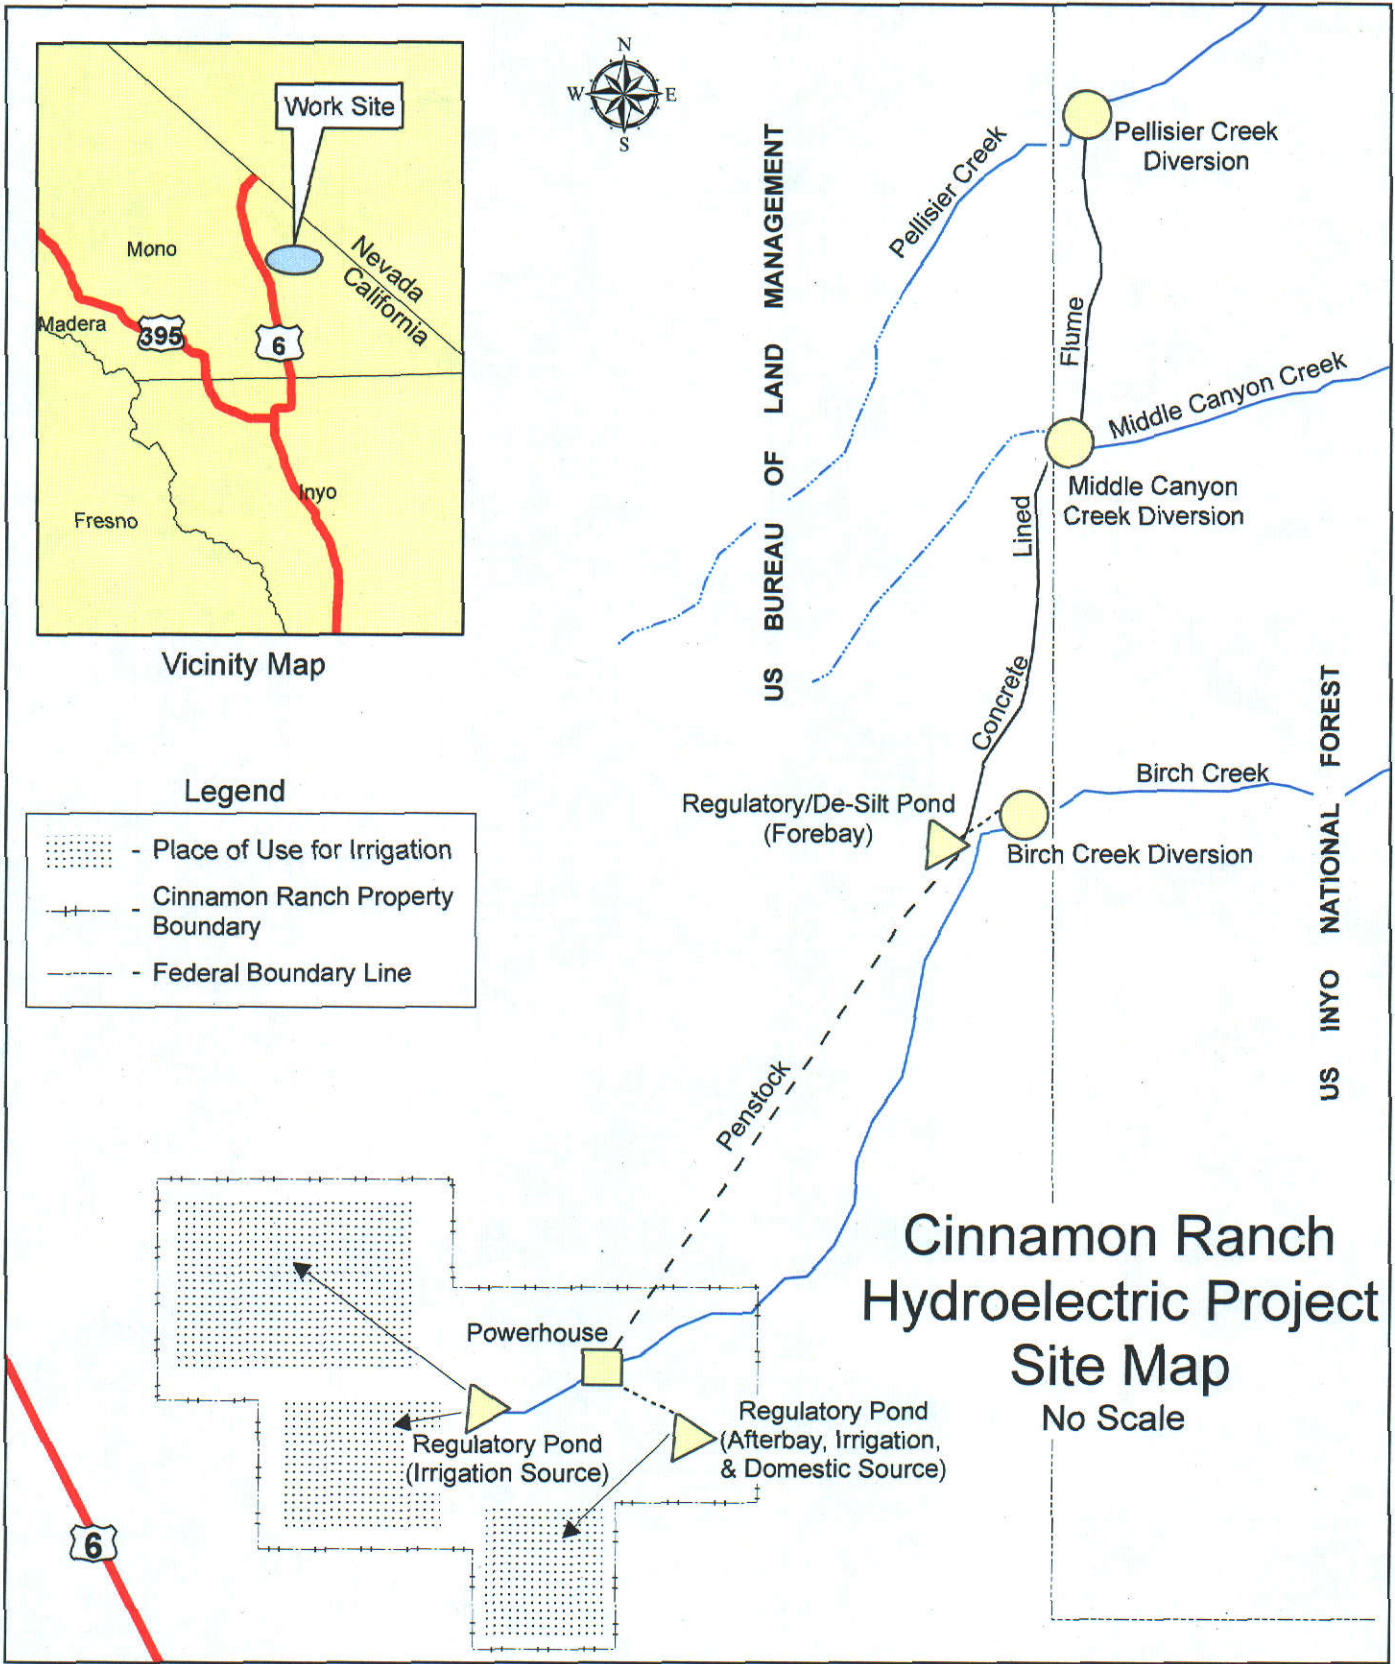 Work Site
Mono
Nevada
California
Madera
395
6
Inyo
Fresno
Vicinity Map
N
W
E
S
Pellisier Creek
Diversion
Pellisier Creek
US BUREAU OF LAND MANAGEMENT
Concrete Lined Flume
Middle Canyon Creek
Middle Canyon
Creek Diversion
US INYO NATIONAL FOREST
Birch Creek
Regulatory/De-Silt Pond
(Forebay)
Birch Creek Diversion
Legend
- Place of Use for Irrigation
- Cinnamon Ranch Property
Boundary
- Federal Boundary Line
Penstock
Cinnamon Ranch
Hydroelectric Project
Site Map
No Scale
Powerhouse
Regulatory Pond
(Irrigation Source)
Regulatory Pond
(Afterbay, Irrigation,
& Domestic Source)
6